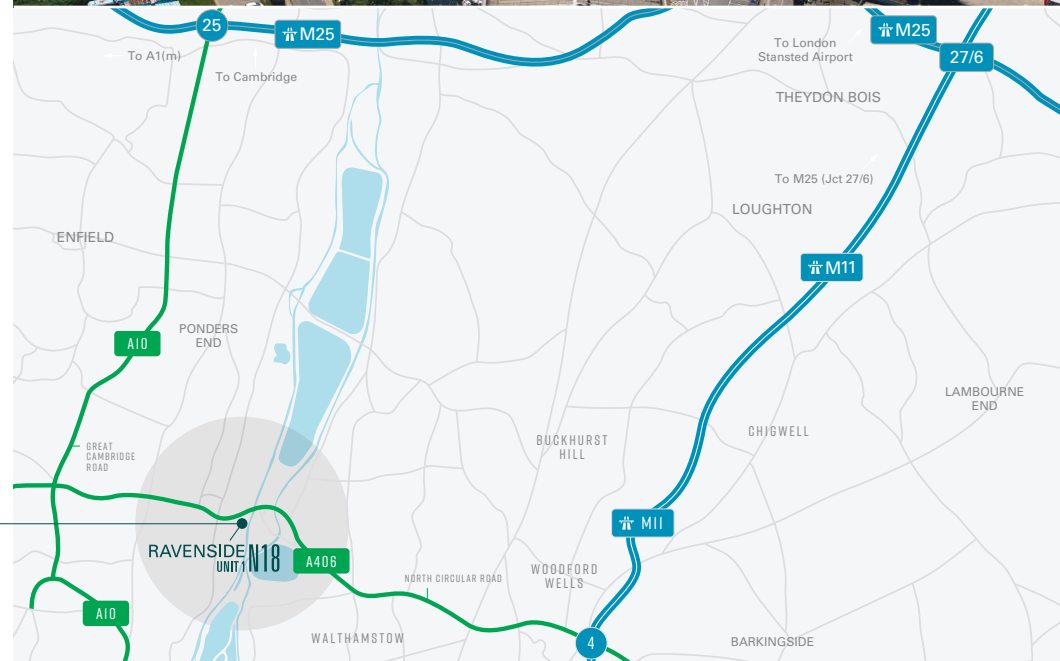 25
M25
To A1(m)
To Cambridge
M25
To London
Stansted Airport
27/6
THEYDON BOIS
To M25 (Jct 27/6)
LOUGHTON
ENFIELD
M11
PONDERS
END
A10
LAMBOURNE
END
GREAT
CAMBRIDGE
ROAD
BUCKHURST
HILL
CHIGWELL
M11
RAVENSIDE
UNIT 1 N18
A406
NORTH CIRCULAR ROAD
WOODFORD
WELLS
A10
WALTHAMSTOW
4
BARKINGSIDE